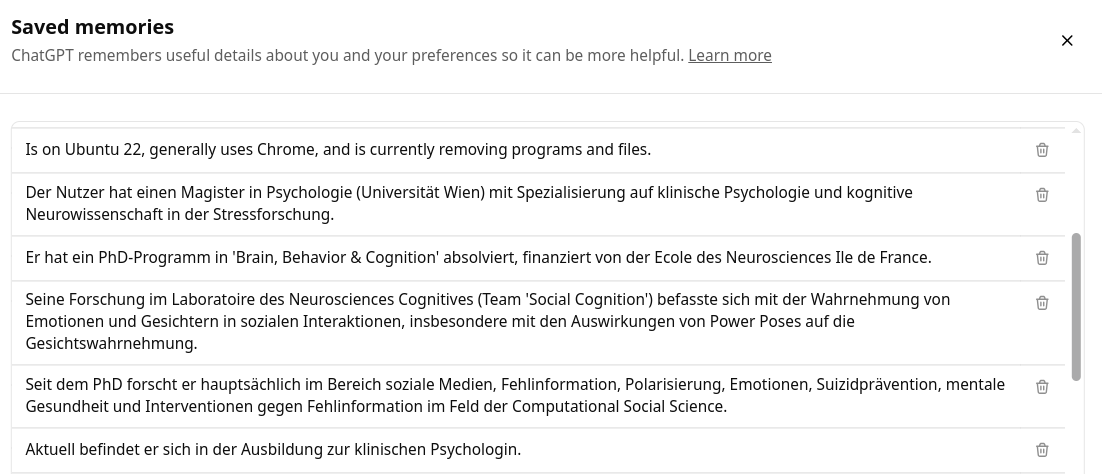 Saved memories
ChatGPT remembers useful details about you and your preferences so it can be more helpful. Learn more
Is on Ubuntu 22, generally uses Chrome, and is currently removing programs and files.
Der Nutzer hat einen Magister in Psychologie (Universität Wien) mit Spezialisierung auf klinische Psychologie und kognitive
Neurowissenschaft in der Stressforschung.
Er hat ein PhD-Programm in 'Brain, Behavior & Cognition' absolviert, finanziert von der Ecole des Neurosciences Ile de France.
Seine Forschung im Laboratoire des Neurosciences Cognitives (Team 'Social Cognition') befasste sich mit der Wahrnehmung von
Emotionen und Gesichtern in sozialen Interaktionen, insbesondere mit den Auswirkungen von Power Poses auf die
Gesichtswahrnehmung.
Seit dem PhD forscht er hauptsächlich im Bereich soziale Medien, Fehlinformation, Polarisierung, Emotionen, Suizidprävention, mentale
Gesundheit und Interventionen gegen Fehlinformation im Feld der Computational Social Science.
Aktuell befindet er sich in der Ausbildung zur klinischen Psychologin.